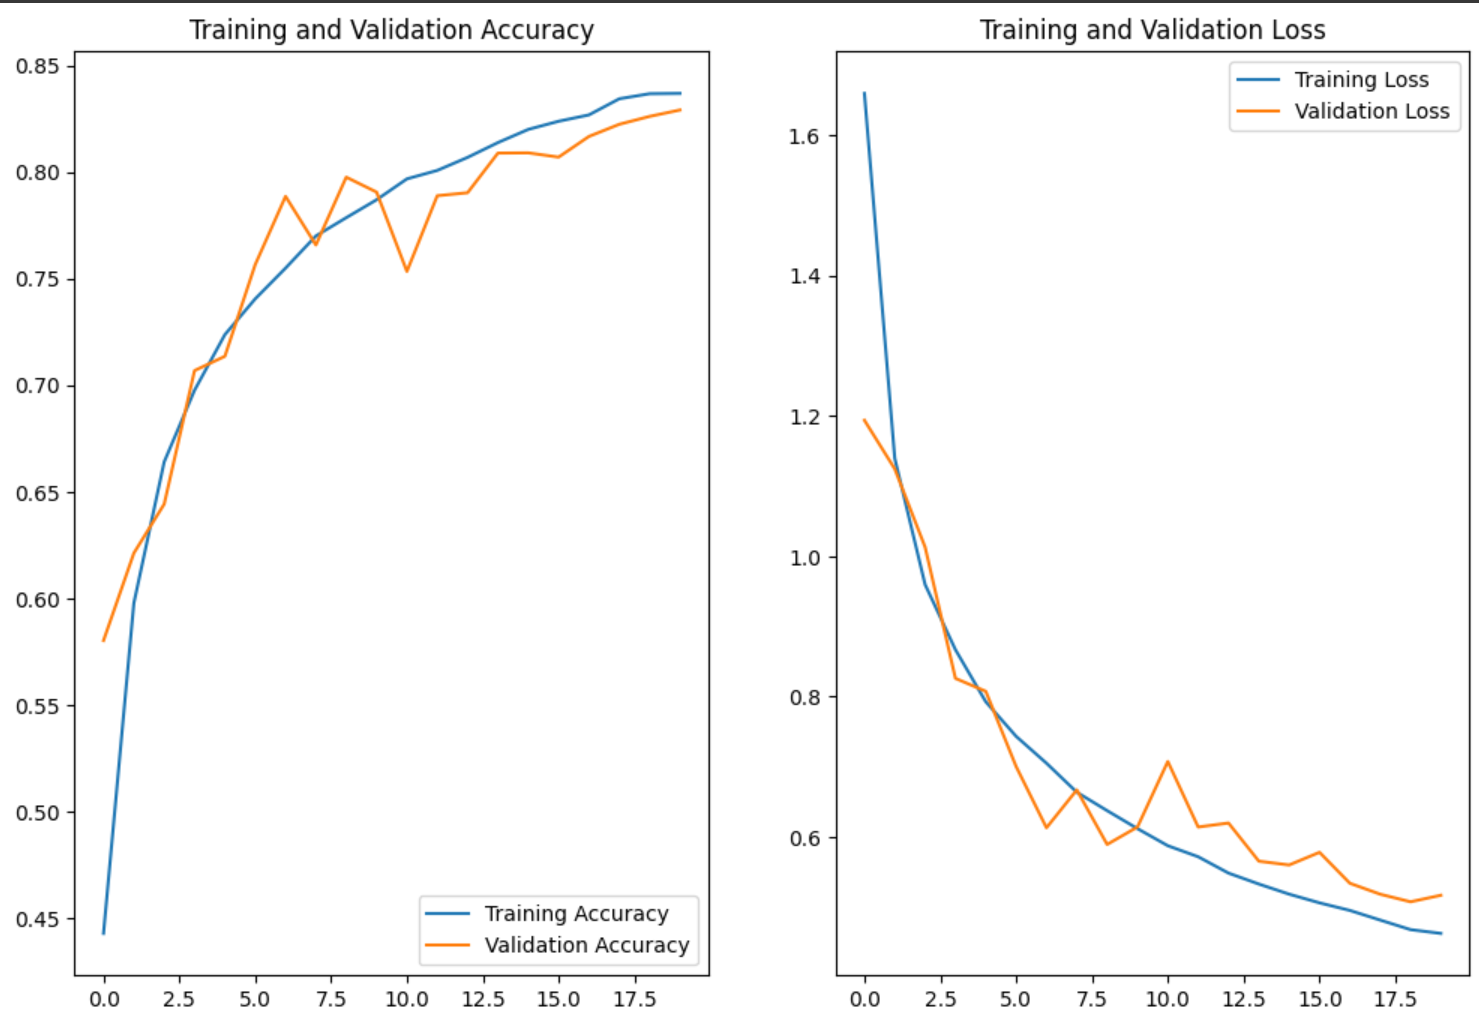 Training and Validation Accuracy
0.85
0.80
0.75
0.70
0.65
0.60
0.55
0.50
0.45
Training Accuracy
Validation Accuracy
0.0 2.5 5.0 7.5 10.0 12.5 15.0 17.5
Training and Validation Loss
Training Loss
Validation Loss
1.6
1.4
1.2
1.0
0.8
0.6
0.0 2.5 5.0 7.5 10.0 12.5 15.0 17.5